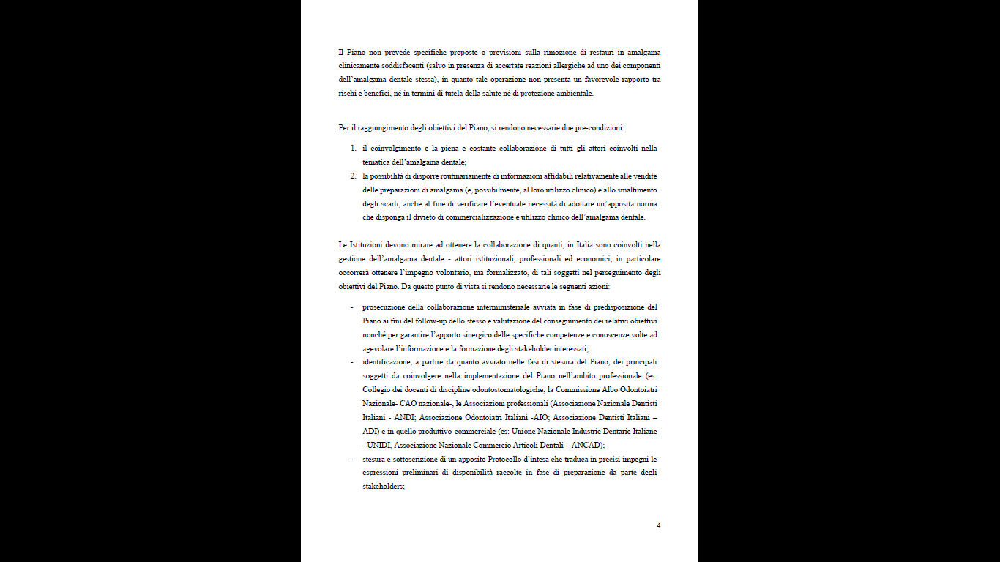 Il Piano non prevede specifiche proposte o previsioni sulla rimozione di restauri in amalgama
clinicamente soddisfacenti (salvo in presenza di accertate reazioni allergiche ad uno dei componenti
dell’amalgama dentale stessa), in quanto tale operazione non presenta un favorevole rapporto tra
rischi e benefici, né in termini di tutela della salute né di protezione ambientale.
Per il raggiungimento degli obiettivi del Piano, si rendono necessarie due pre-condizioni:
1. il coinvolgimento e la piena e costante collaborazione di tutti gli attori coinvolti nella
tematica dell’amalgama dentale;
2. la possibilità di disporre routinariamente di informazioni affidabili relativamente alle vendite
delle preparazioni di amalgama (e, possibilmente, al loro utilizzo clinico) e allo smaltimento
degli scarti, anche al fine di verificare l’eventuale necessità di adottare un’apposita norma
che disponga il divieto di commercializzazione e utilizzo clinico dell’amalgama dentale.
Le Istituzioni devono mirare ad ottenere la collaborazione di quanti, in Italia sono coinvolti nella
gestione dell’amalgama dentale - attori istituzionali, professionali ed economici; in particolare
occorrerà ottenere l’impegno volontario, ma formalizzato, di tali soggetti nel perseguimento degli
obiettivi del Piano. Da questo punto di vista si rendono necessarie le seguenti azioni:
- prosecuzione della collaborazione interministeriale avviata in fase di predisposizione del
Piano ai fini del follow-up dello stesso e valutazione del conseguimento dei relativi obiettivi
nonché per garantire l’apporto sinergico delle specifiche competenze e conoscenze volte ad
agevolare l’informazione e la formazione degli stakeholder interessati;
- identificazione, a partire da quanto avviato nelle fasi di stesura del Piano, dei principali
soggetti da coinvolgere nella implementazione del Piano nell’ambito professionale (es:
Collegio dei docenti di discipline odontostomatologiche, la Commissione Albo Odontoiatri
Nazionale- CAO nazionale-, le Associazioni professionali (Associazione Nazionale Dentisti
Italiani - ANDI; Associazione Odontoiatri Italiani -AIO; Associazione Dentisti Italiani –
ADI) e in quello produttivo-commerciale (es: Unione Nazionale Industrie Dentarie Italiane
- UNIDI, Associazione Nazionale Commercio Articoli Dentali – ANCAD);
- stesura e sottoscrizione di un apposito Protocollo d’intesa che traduca in precisi impegni le
espressioni preliminari di disponibilità raccolte in fase di preparazione da parte degli
stakeholders;
4